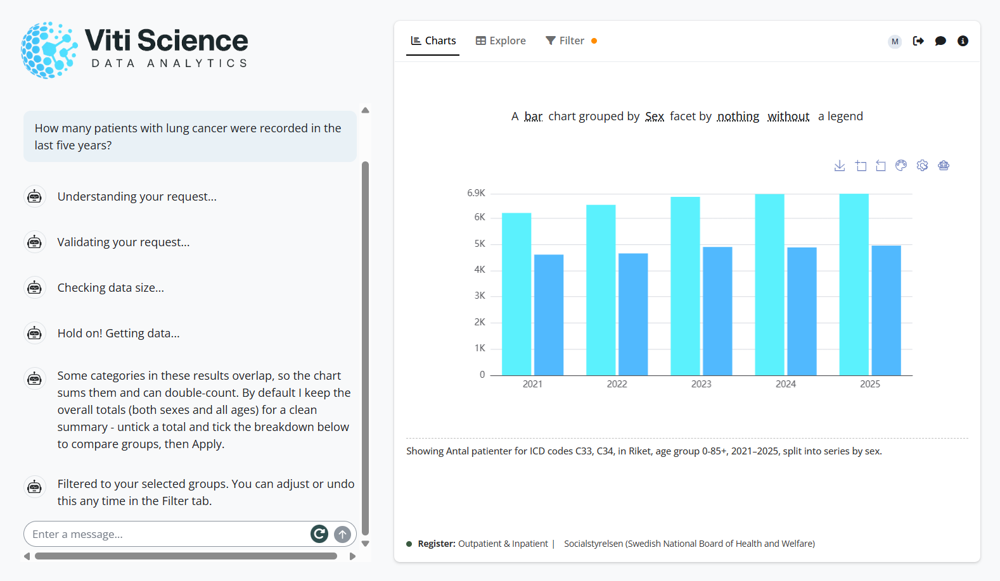 Viti Science
DATA ANALYTICS
How many patients with lung cancer were recorded in the
last five years?
Understanding your request...
Validating your request...
Checking data size...
Hold on! Getting data...
Some categories in these results overlap, so the chart
sums them and can double-count. By default I keep the
overall totals (both sexes and all ages) for a clean
summary - untick a total and tick the breakdown below
to compare groups, then Apply.
Filtered to your selected groups. You can adjust or undo
this any time in the Filter tab.
Enter a message...
Charts Explore Filter M
A bar chart grouped by Sex facet by nothing without a legend
6.9K
6K
5K
4K
3K
2K
1K
0
2021 2022 2023 2024 2025
Showing Antal patienter for ICD codes C33, C34, in Riket, age group 0-85+, 2021–2025, split into series by sex.
Register: Outpatient & Inpatient | Socialstyrelsen (Swedish National Board of Health and Welfare)